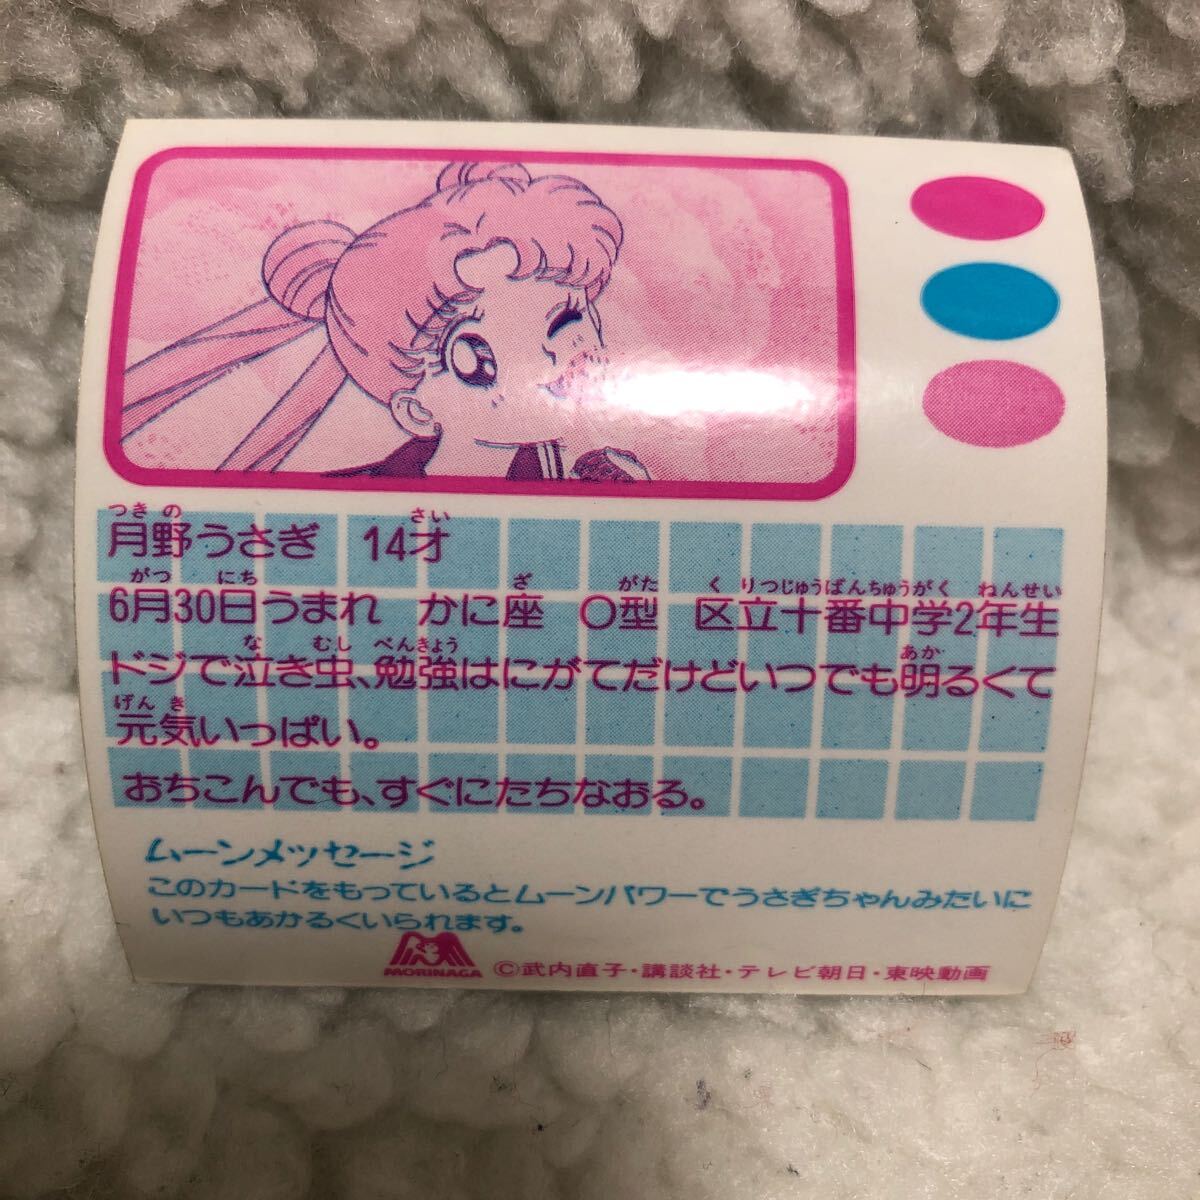 つきの
月野うさぎ 14才
さい
がつ にち ざ がた くりつじゅうばんちゅうがく ねんせい
6月30日うまれ かに座 O型 区立十番中学2年生
な むし べんきょう あか
ドジで泣き虫、勉強はにがてだけどいつでも明るくて
げんき
元気いっぱい。
おちこんでも、すぐにたちなおる。
ムーンメッセージ
このカードをもっているとムーンパワーでうさぎちゃんみたいに
いつもあかるくいられます。
MORINAGA ©武内直子・講談社・テレビ朝日・東映動画